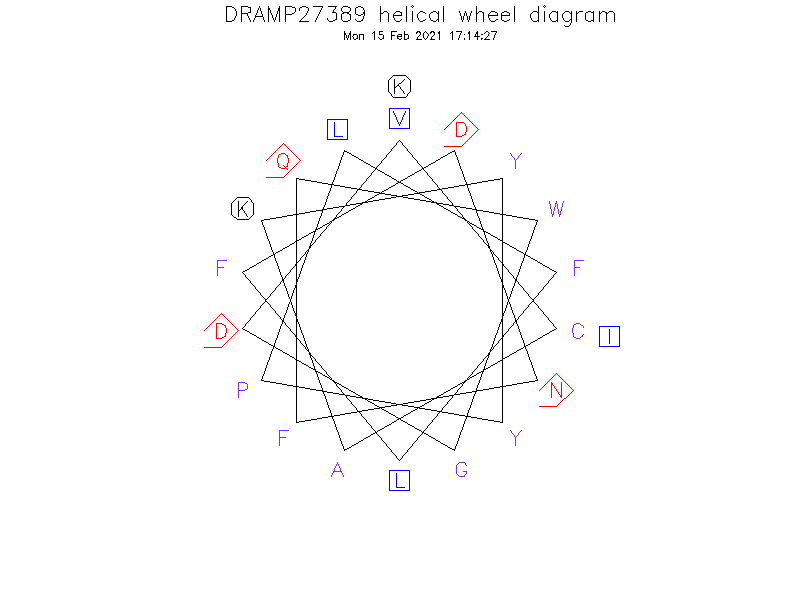 DRAMP27389 helical wheel diagram
Mon 15 Feb 2021 17:14:27
K
L V D
Q Y
K W
F F
D C I
P N
F Y
A L G